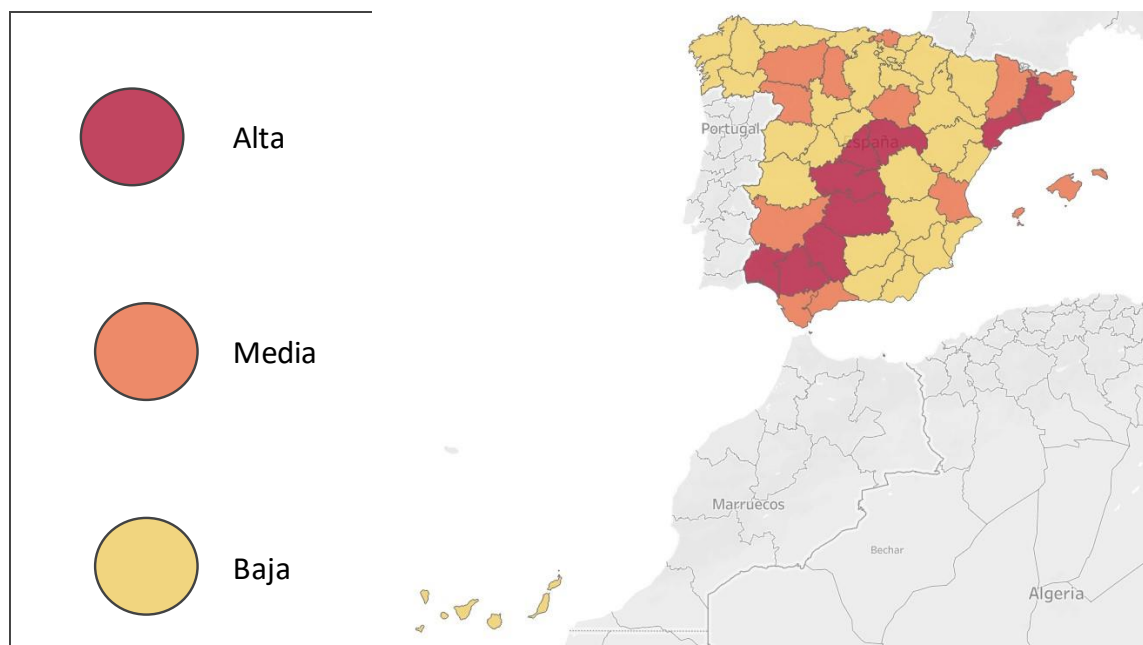 Alta
Media
Baja
Portugal
España
Marruecos
Bechar
Algeria